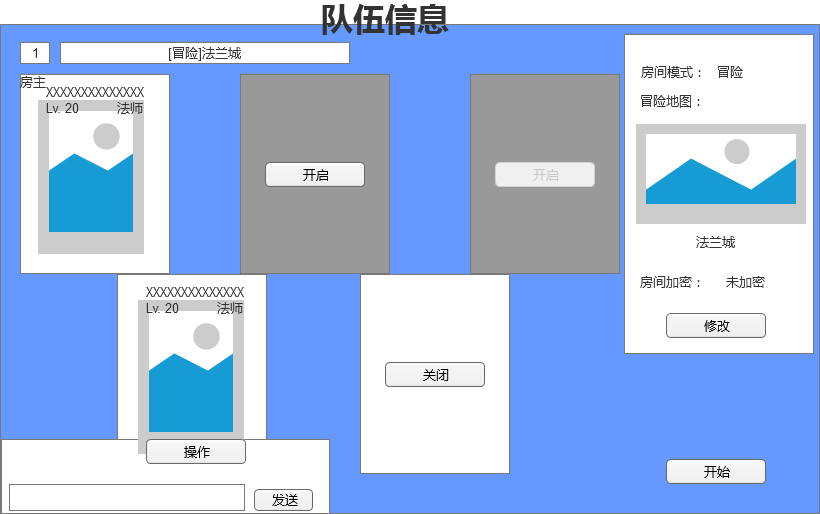 队伍信息
1
[冒险]法兰城
房主
XXXXXXXXXXXXXX
Lv. 20 法师
开启
开启
房间模式： 冒险
冒险地图：
法兰城
房间加密： 未加密
修改
XXXXXXXXXXXXXX
Lv. 20 法师
关闭
操作
发送
开始